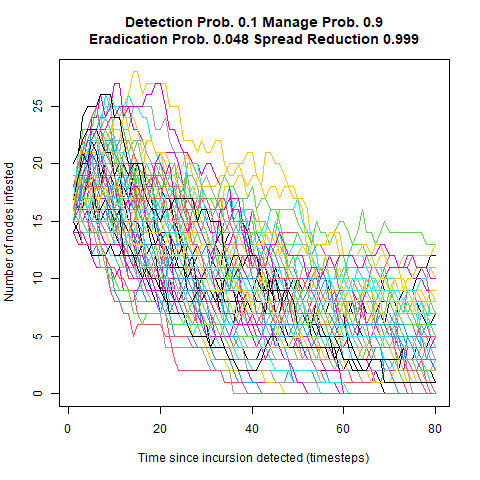 Detection Prob. 0.1 Manage Prob. 0.9
Eradication Prob. 0.048 Spread Reduction 0.999
Number of nodes infested
25
20
15
10
5
0
0 20 40 60 80
Time since incursion detected (timesteps)